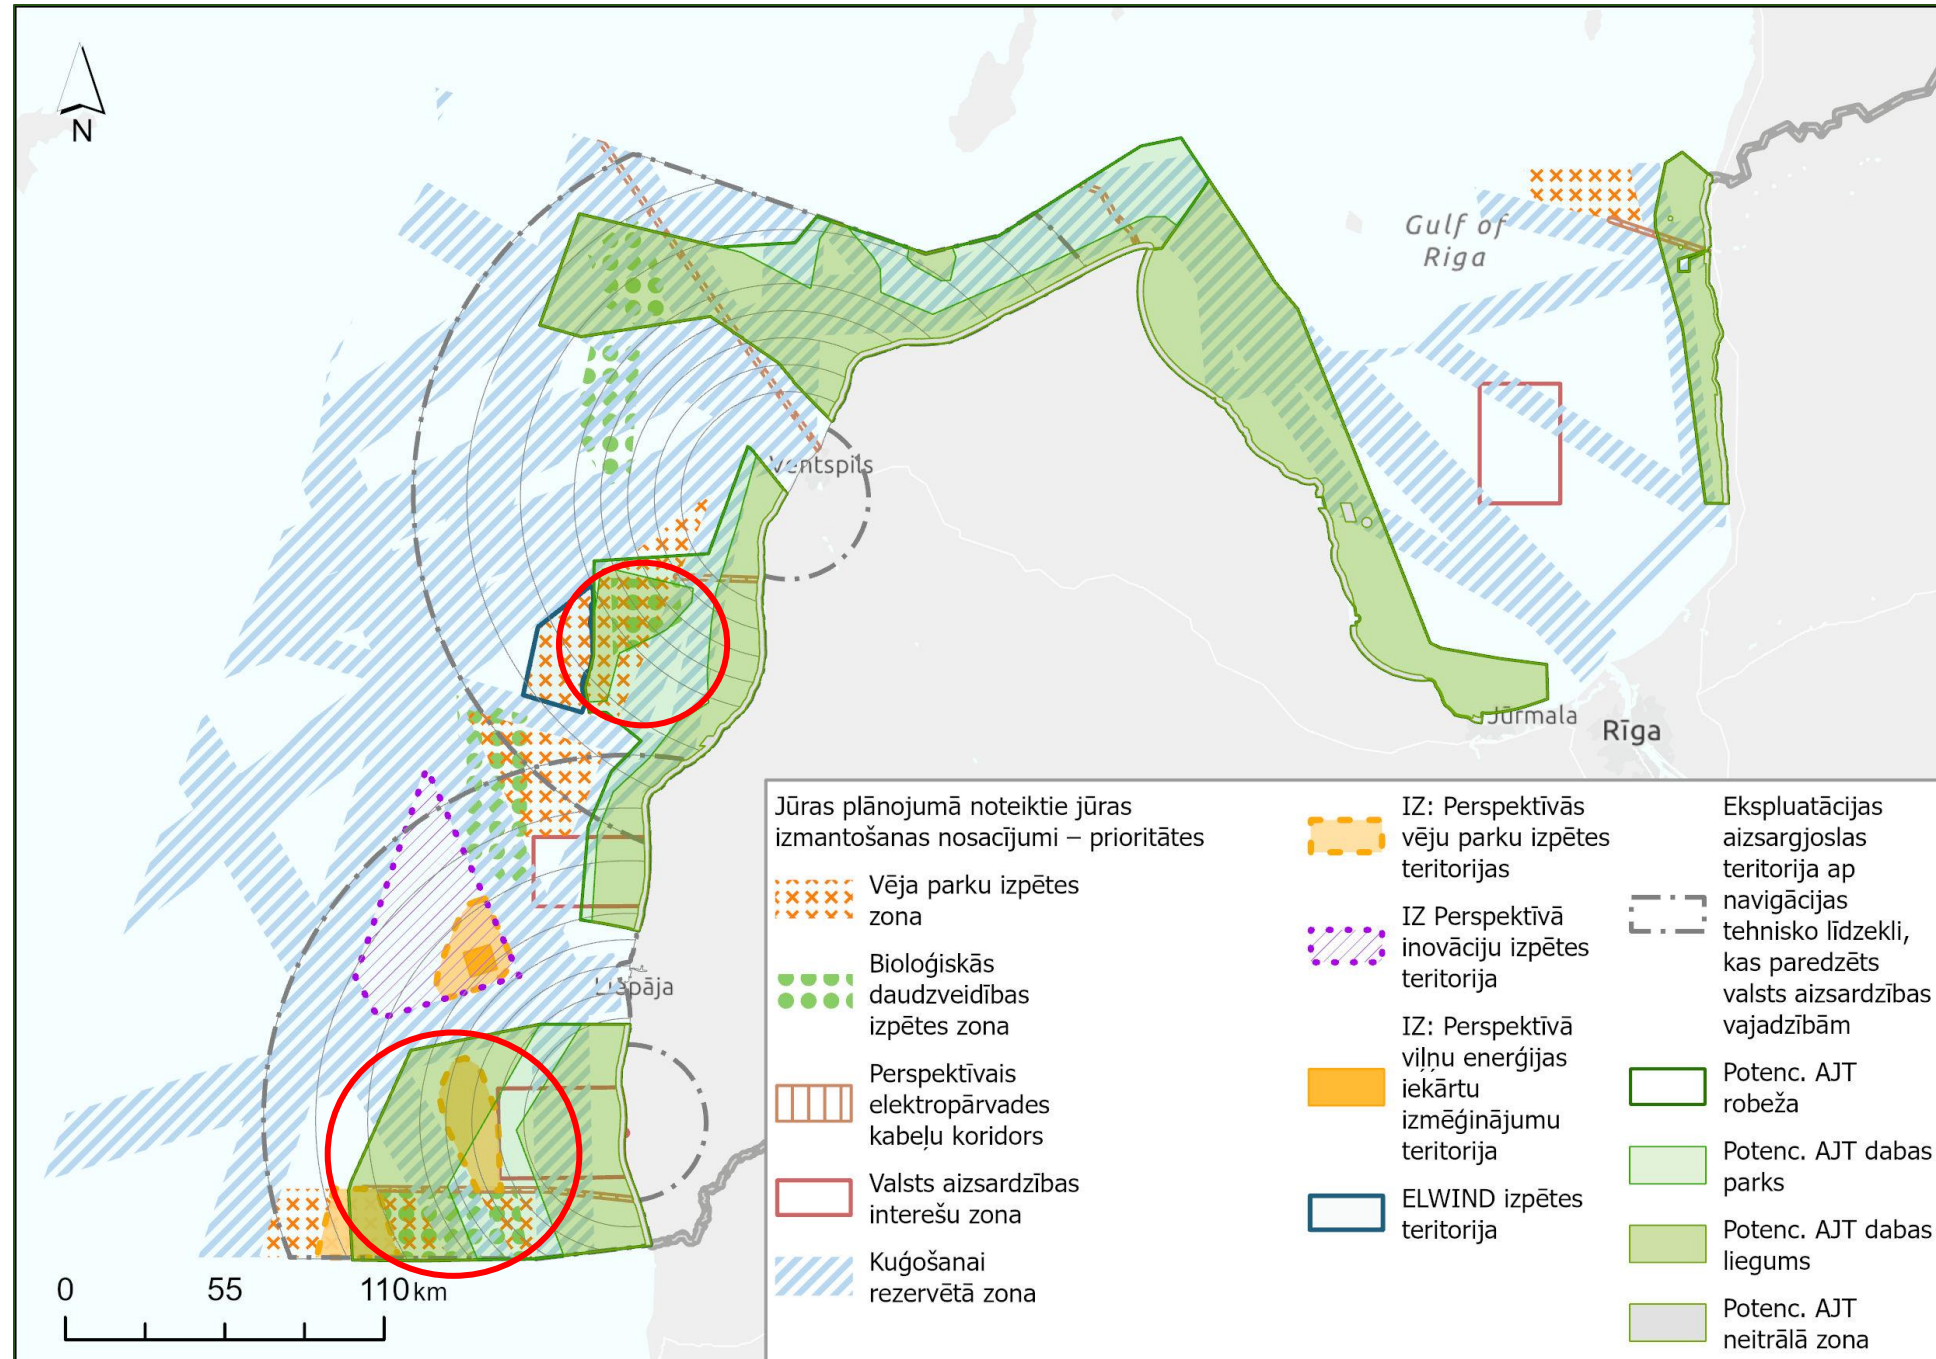 N
Gulf of
Riga
Ventspils
Jūrmala
Rīga
Liepāja
0 55 110 km
Jūras plānojumā noteiktie jūras
izmantošanas nosacījumi – prioritātes
Vēja parku izpētes
zona
Bioloģiskās
daudzveidības
izpētes zona
Perspektīvais
elektropārvades
kabeļu koridors
Valsts aizsardzības
interešu zona
Kuģošanai
rezervētā zona
IZ: Perspektīvās
vēju parku izpētes
teritorijas
IZ Perspektīvā
inovāciju izpētes
teritorija
IZ: Perspektīvā
viļņu enerģijas
iekārtu
izmēģinājumu
teritorija
ELWIND izpētes
teritorija
Ekspluatācijas
aizsargjoslas
teritorija ap
navigācijas
tehnisko līdzekli,
kas paredzēts
valsts aizsardzības
vajadzībām
Potenc. AJT
robeža
Potenc. AJT dabas
parks
Potenc. AJT dabas
liegums
Potenc. AJT
neitrālā zona